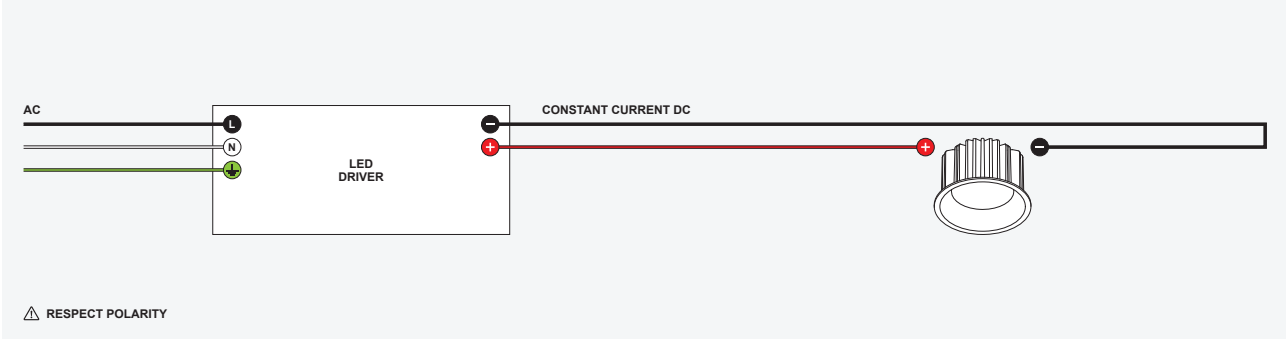 AC
CONSTANT CURRENT DC
L
N
LED
DRIVER
RESPECT POLARITY